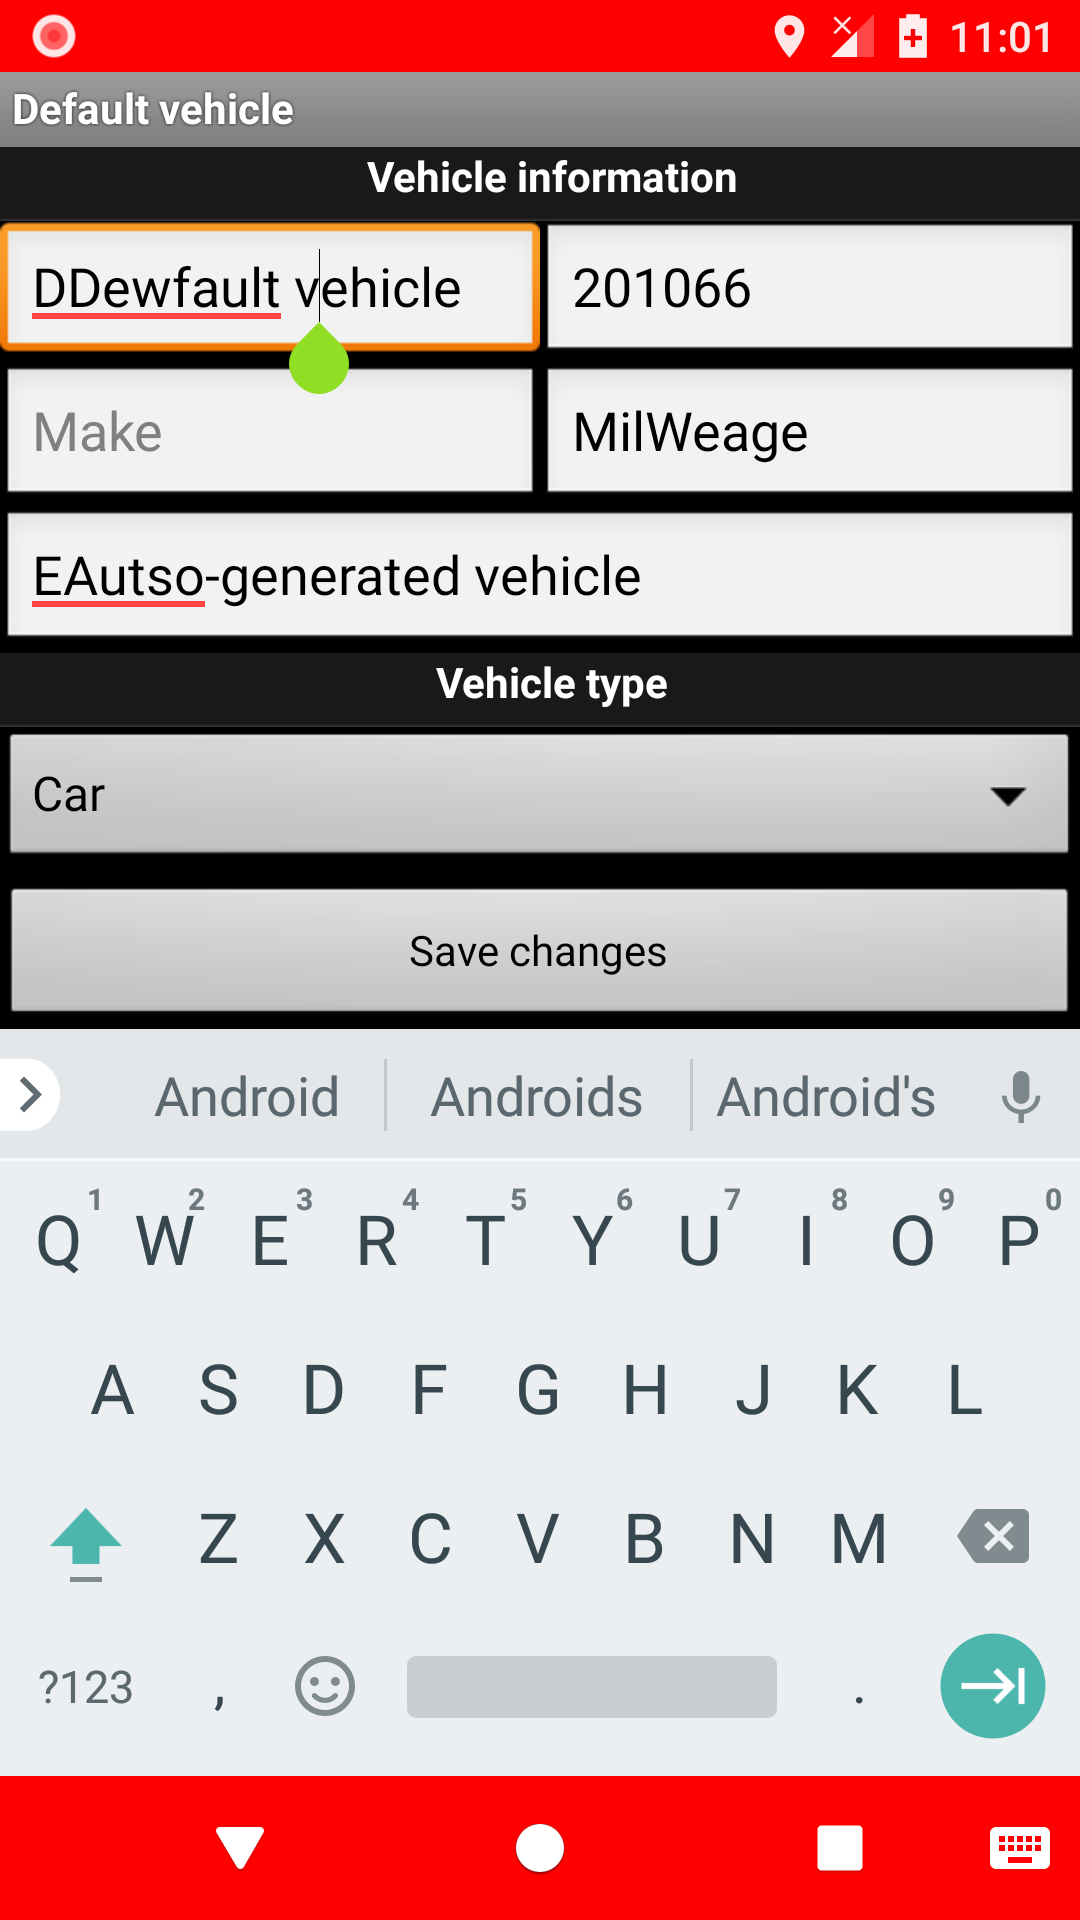 11:01
Default vehicle
Vehicle information
DDewfault vehicle 201066
Make MilWeage
EAutso-generated vehicle
Vehicle type
Car
Save changes
Android Androids Android's
1 2 3 4 5 6 7 8 9 0
Q W E R T Y U I O P
A S D F G H J K L
Z X C V B N M
?123 , .